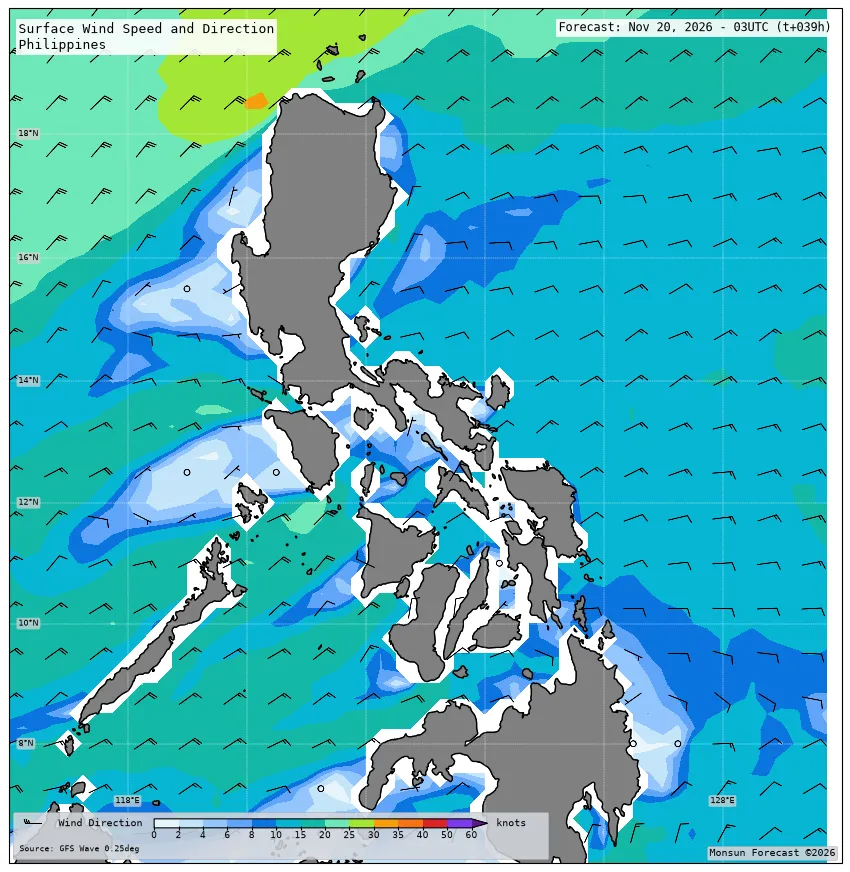 Surface Wind Speed and Direction
Philippines
Forecast: Nov 20, 2026 - 03UTC (t+039h)
18°N
16°N
14°N
12°N
10°N
8°N
118°E
128°E
Wind Direction
0 2 4 6 8 10 15 20 25 30 35 40 50 60
knots
Source: GFS Wave 0.25deg
Monsun Forecast ©2026